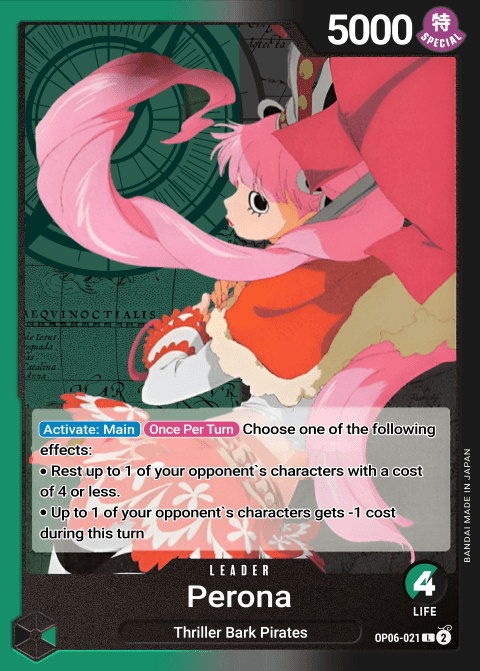 5000
特
SPECIAL
AEQVINOCTIALIS
Activate: Main Once Per Turn Choose one of the following
effects:
• Rest up to 1 of your opponent`s characters with a cost
of 4 or less.
• Up to 1 of your opponent`s characters gets -1 cost
during this turn
BANDAI MADE IN JAPAN
LEADER
Perona
4
LIFE
Thriller Bark Pirates
OP06-021 L 2